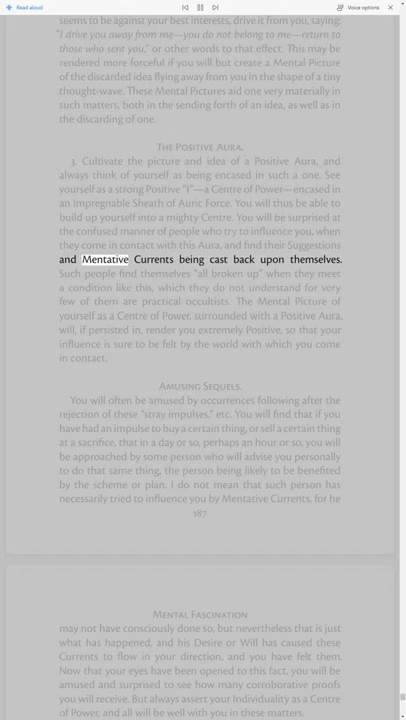 Read aloud
Voice options
seems to be against your best interests, drive it from you, saying:
"I drive you away from me—you do not belong to me—return to
those who sent you," or other words to that effect. This may be
rendered more forceful if you will but create a Mental Picture
of the discarded idea flying away from you in the shape of a tiny
thought-wave. These Mental Pictures aid one very materially in
such matters, both in the sending forth of an idea, as well as in
the discarding of one.
The Positive Aura.
3. Cultivate the picture and idea of a Positive Aura, and
always think of yourself as being encased in such a one. See
yourself as a strong Positive "I"—a Centre of Power—encased in
an Impregnable Sheath of Auric Force. You will thus be able to
build up yourself into a mighty Centre. You will be surprised at
the confused manner of people who try to influence you, when
they come in contact with this Aura, and find their Suggestions
and Mentative Currents being cast back upon themselves.
Such people find themselves "all broken up" when they meet
a condition like this, which they do not understand for very
few of them are practical occultists. The Mental Picture of
yourself as a Centre of Power, surrounded with a Positive Aura,
will, if persisted in, render you extremely Positive, so that your
influence is sure to be felt by the world with which you come
in contact.
Amusing Sequels.
You will often be amused by occurrences following after the
rejection of these "stray impulses," etc. You will find that if you
have had an impulse to buy a certain thing, or sell a certain thing
at a sacrifice, that in a day or so, perhaps an hour or so, you will
be approached by some person who will advise you personally
to do that same thing, the person being likely to be benefited
by the scheme or plan. I do not mean that such person has
necessarily tried to influence you by Mentative Currents, for he
187
Mental Fascination
may not have consciously done so, but nevertheless that is just
what has happened, and his Desire or Will has caused these
Currents to flow in your direction, and you have felt them.
Now that your eyes have been opened to this fact, you will be
amused and surprised to see how many corroborative proofs
you will receive. But always assert your Individuality as a Centre
of Power, and all will be well with you in these matters.